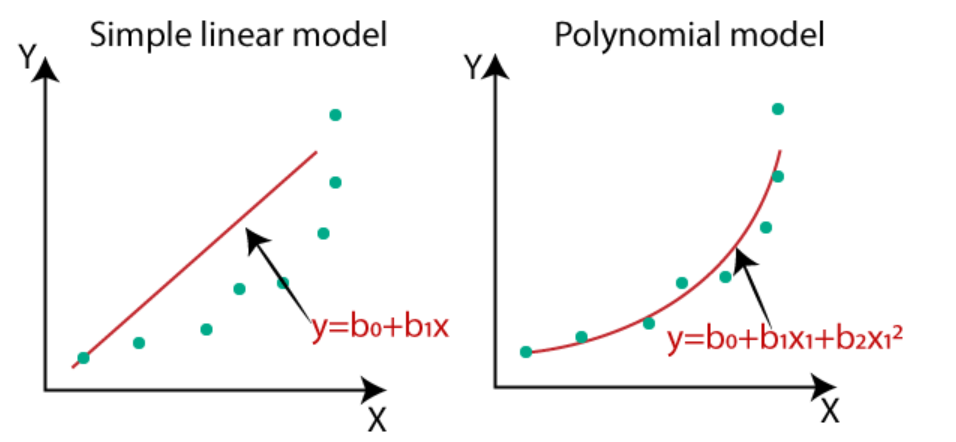 Simple linear model
Y
y=b₀+b₁x
X
Polynomial model
Y
y=b₀+b₁x₁+b₂x₁²
X